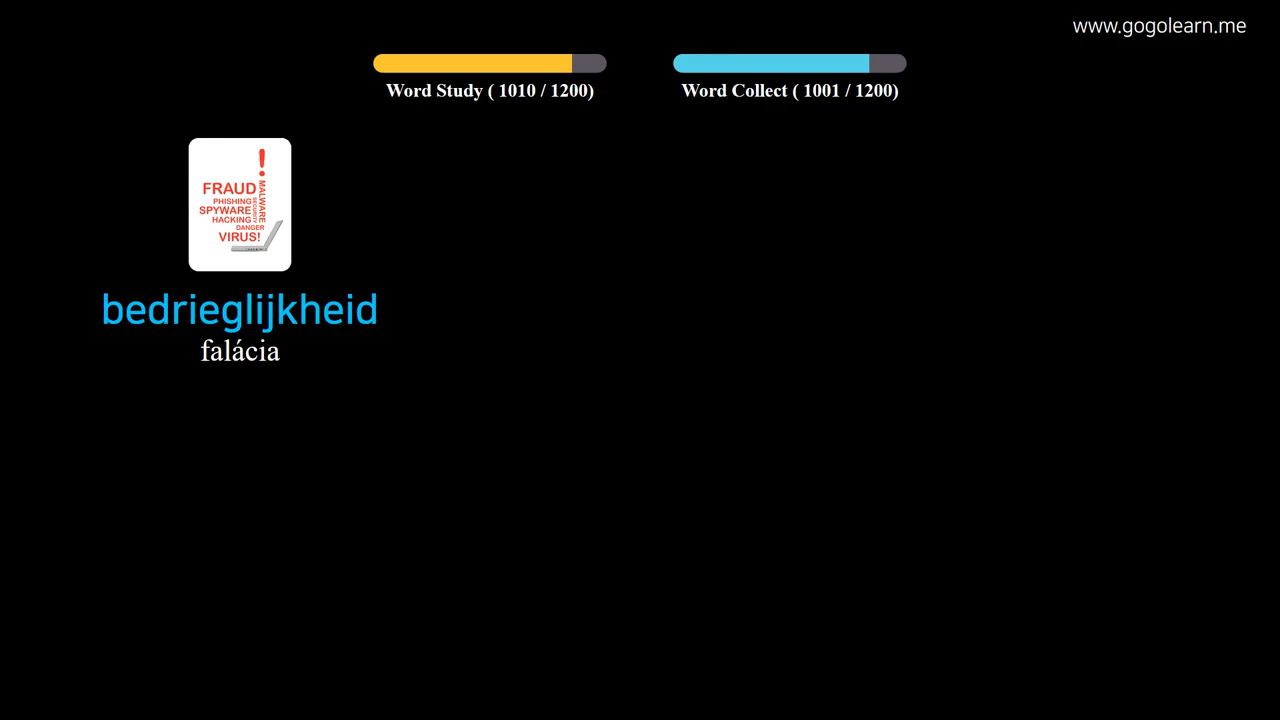 www.gogolearn.me
Word Study ( 1010 / 1200)
Word Collect ( 1001 / 1200)
!
FRAUD
PHISHING
SPYWARE
HACKING
DANGER
VIRUS!
MALWARE
SECURITY
bedrieglijkheid
falácia